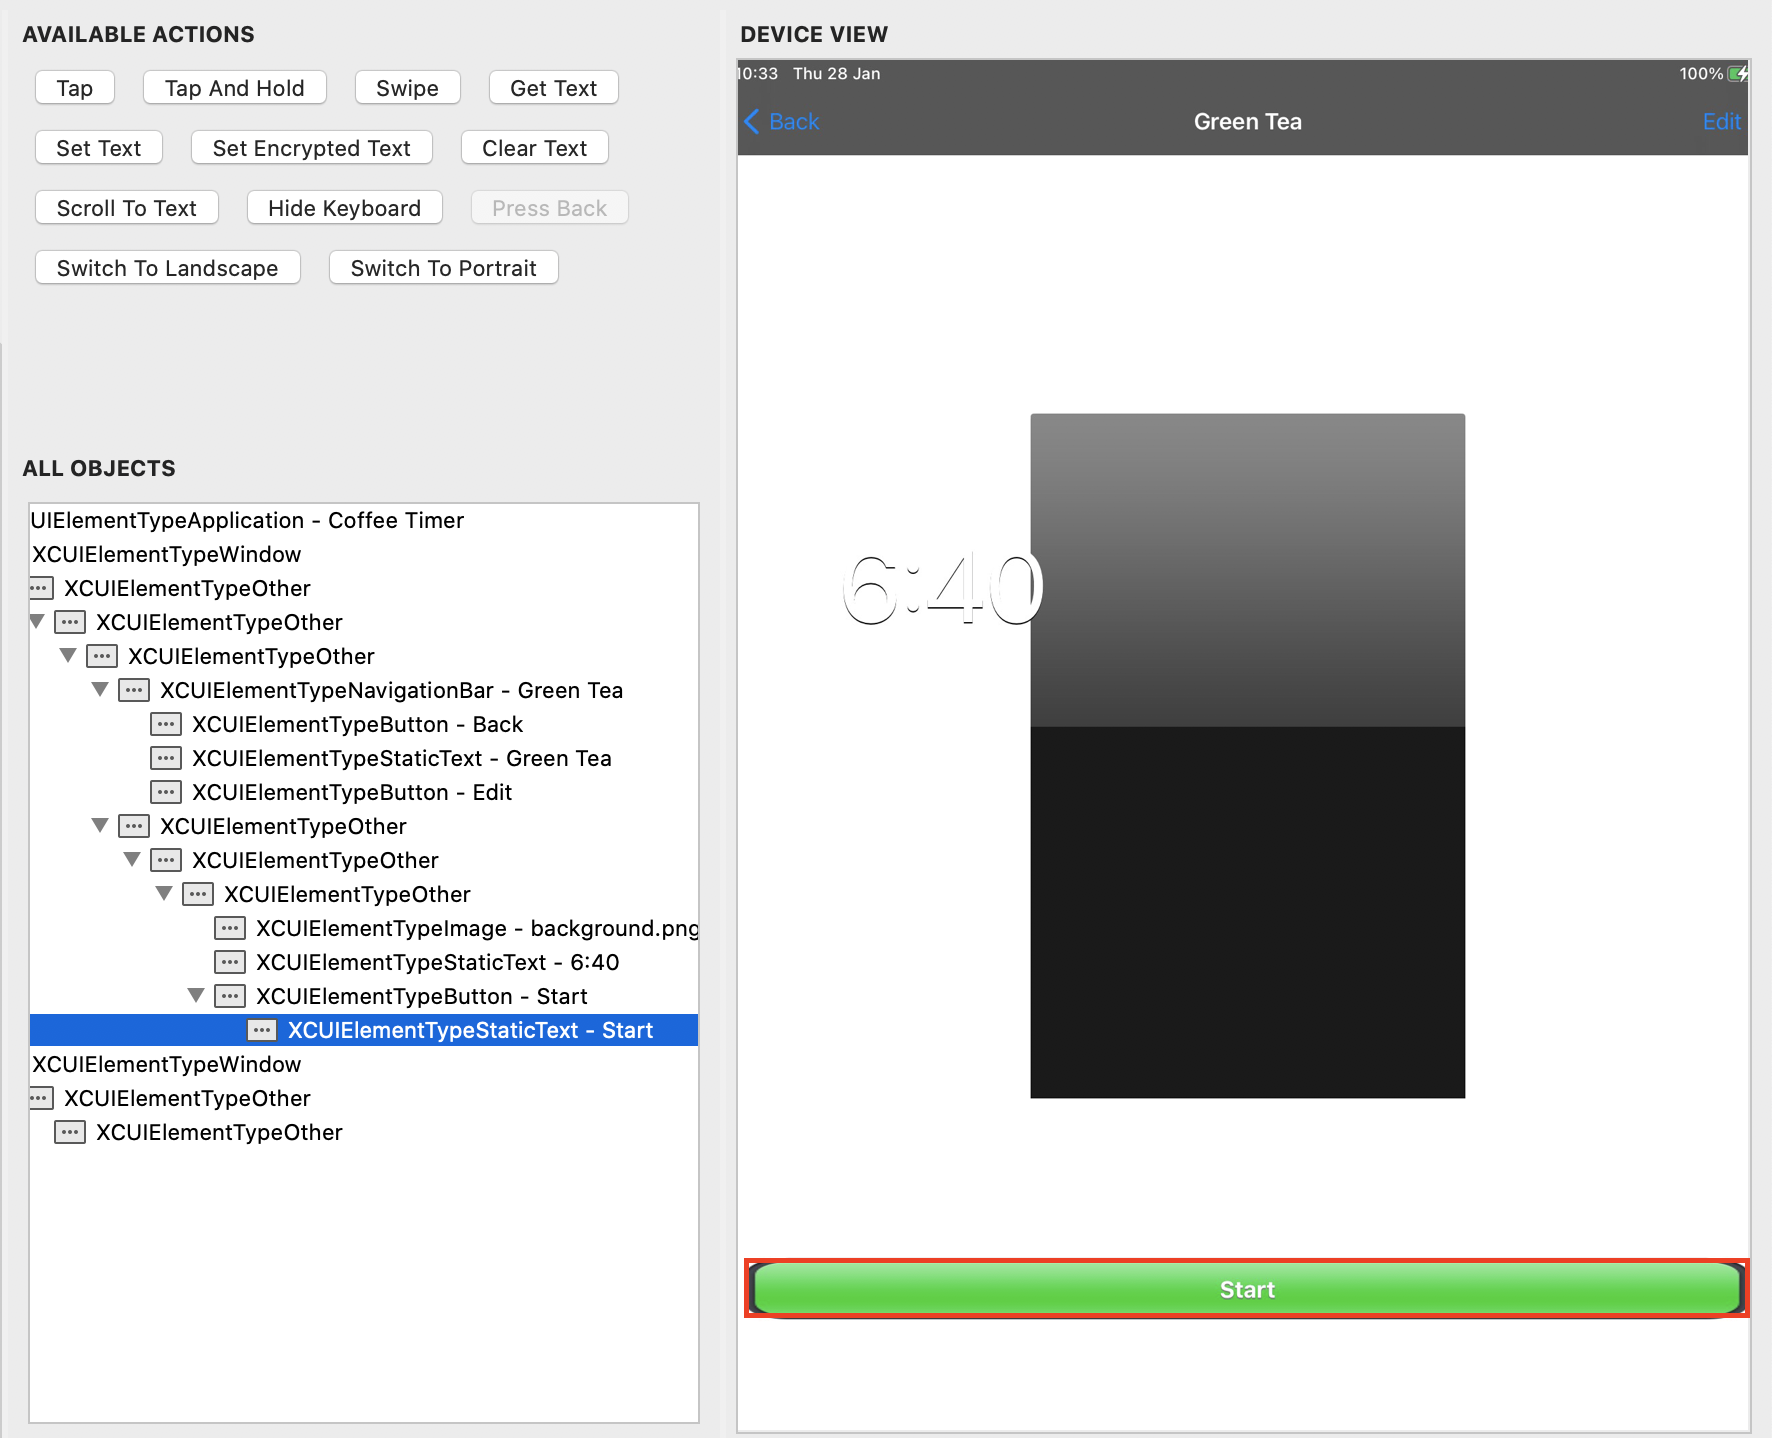 AVAILABLE ACTIONS
Tap
Tap And Hold
Swipe
Get Text
Set Text
Set Encrypted Text
Clear Text
Scroll To Text
Hide Keyboard
Press Back
Switch To Landscape
Switch To Portrait
ALL OBJECTS
UIElementTypeApplication - Coffee Timer
XCUIElementTypeWindow
XCUIElementTypeOther
XCUIElementTypeOther
XCUIElementTypeOther
XCUIElementTypeNavigationBar - Green Tea
XCUIElementTypeButton - Back
XCUIElementTypeStaticText - Green Tea
XCUIElementTypeButton - Edit
XCUIElementTypeOther
XCUIElementTypeOther
XCUIElementTypeOther
XCUIElementTypeImage - background.png
XCUIElementTypeStaticText - 6:40
XCUIElementTypeButton - Start
XCUIElementTypeStaticText - Start
XCUIElementTypeWindow
XCUIElementTypeOther
XCUIElementTypeOther
DEVICE VIEW
10:33 Thu 28 Jan
100%
Back
Green Tea
Edit
6:40
Start